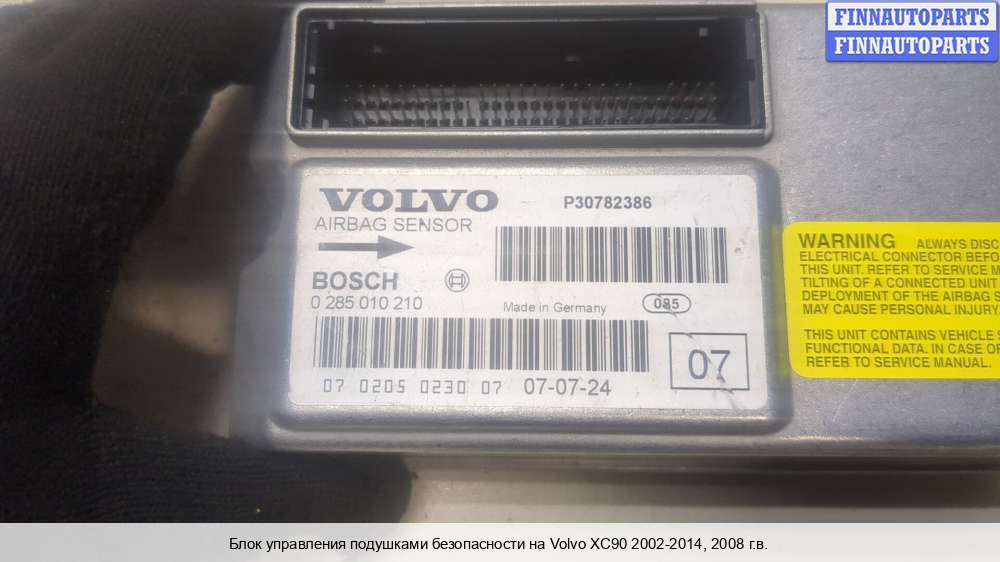 FINNAUTOPARTS
FINNAUTOPARTS
VOLVO
P30782386
AIRBAG SENSOR
BOSCH
0 285 010 210
Made in Germany
085
07 0205 0230 07 07-07-24
07
WARNING ALWAYS DISC
ELECTRICAL CONNECTOR BEFO
THIS UNIT. REFER TO SERVICE M
TILTING OF A CONNECTED UNIT
DEPLOYMENT OF THE AIRBAG S
MAY CAUSE PERSONAL INJURY.
THIS UNIT CONTAINS VEHICLE S
FUNCTIONAL DATA. IN CASE OF
REFER TO SERVICE MANUAL.
Блок управления подушками безопасности на Volvo XC90 2002-2014, 2008 г.в.